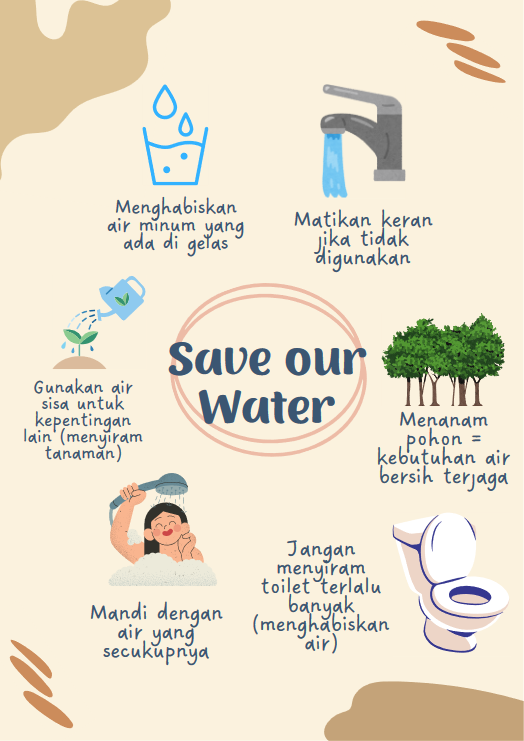 Menghabiskan
air minum yang
ada di gelas
Matikan keran
jika tidak
digunakan
Gunakan air
sisa untuk
kepentingan
lain (menyiram
tanaman)
Save our
Water
Menanam
pohon =
kebutuhan air
bersih terjaga
Mandi dengan
air yang
secukupnya
Jangan
menyiram
toilet terlalu
banyak
(menghabiskan
air)